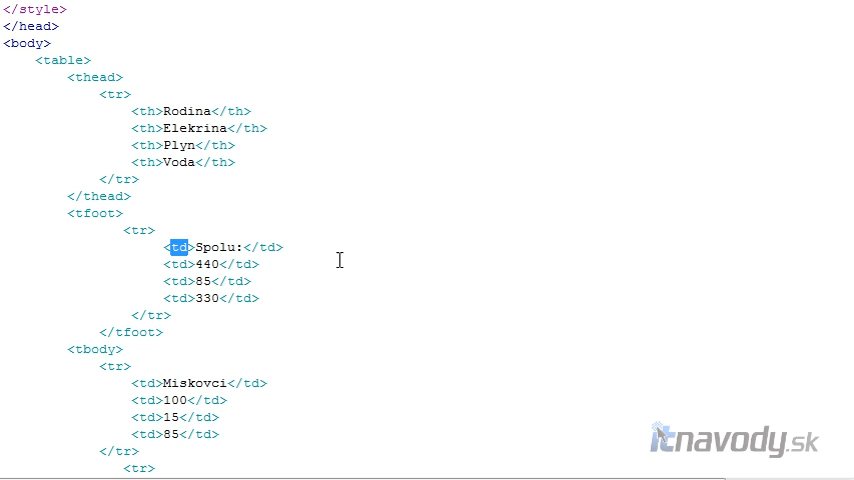 </style>
</head>
<body>
<table>
<thead>
<tr>
<th>Rodina</th>
<th>Elekrina</th>
<th>Plyn</th>
<th>Voda</th>
</tr>
</thead>
<tfoot>
<tr>
<td>Spolu:</td>
<td>440</td>
<td>85</td>
<td>330</td>
</tr>
</tfoot>
<tbody>
<tr>
<td>Miskovci</td>
<td>100</td>
<td>15</td>
<td>85</td>
</tr>
<tr>
itnavody.sk